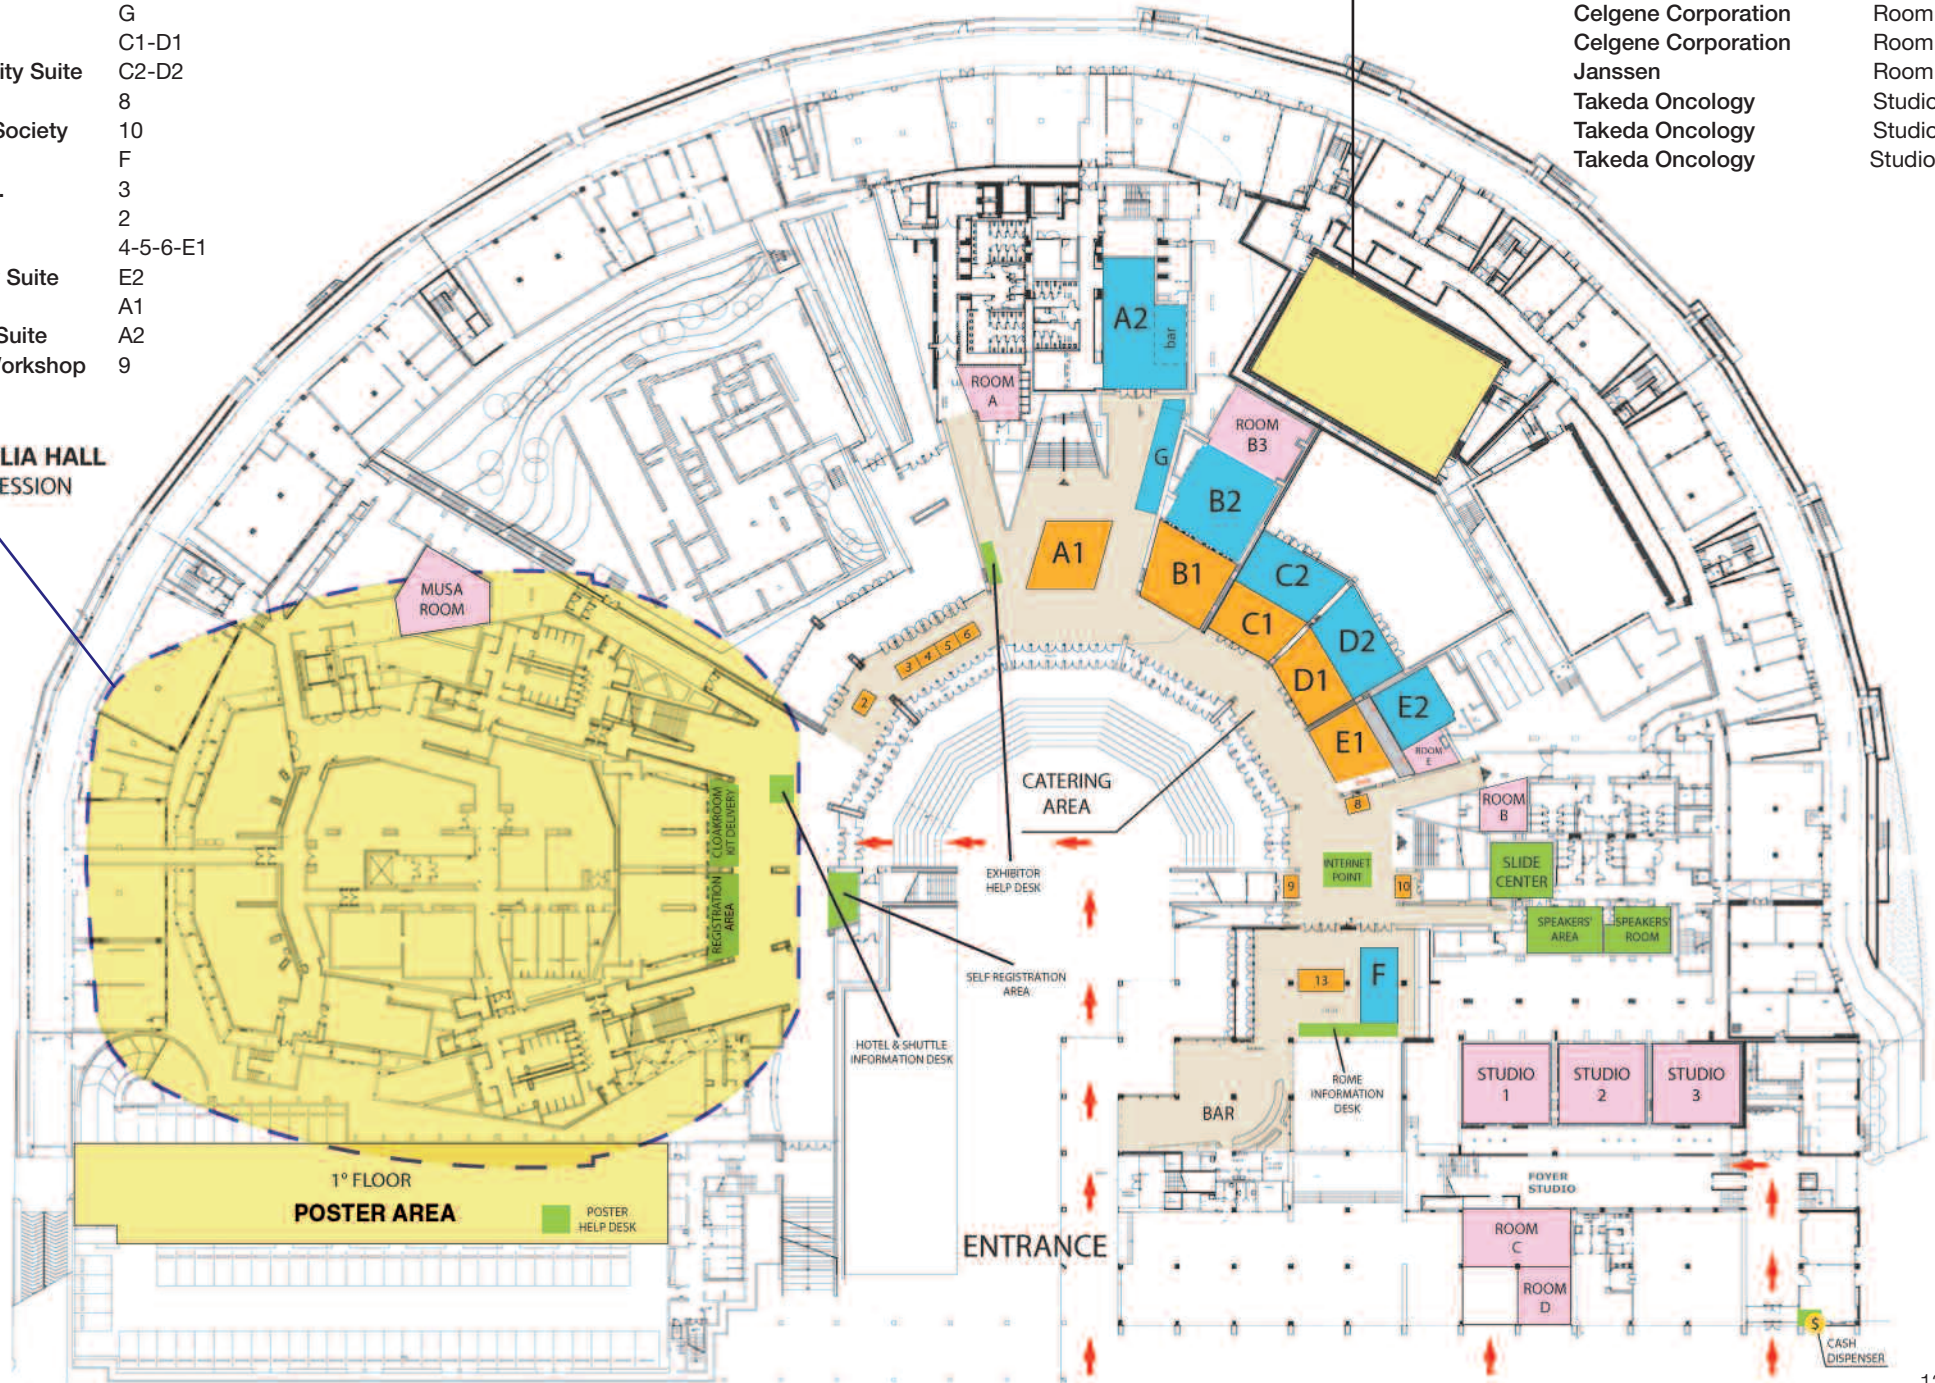 G
C1-D1
ity Suite C2-D2
8
Society 10
F
3
2
4-5-6-E1
Suite E2
A1
Suite A2
Workshop 9
Celgene Corporation Room
Celgene Corporation Room
Janssen Room
Takeda Oncology Studio
Takeda Oncology Studio
Takeda Oncology Studio
LIA HALL
ESSION
A2
bar
ROOM
A
G
ROOM
B3
B2
A1
B1
C2
C1
D2
D1
E2
E1
ROOM
E
MUSA
ROOM
2
3
4
5
6
CATERING
AREA
8
ROOM
B
INTERNET
POINT
9
10
SLIDE
CENTER
SPEAKERS'
AREA
SPEAKERS'
ROOM
CLOAKROOM
KIT DELIVERY
REGISTRATION
AREA
EXHIBITOR
HELP DESK
SELF REGISTRATION
AREA
HOTEL & SHUTTLE
INFORMATION DESK
13
F
ROME
INFORMATION
DESK
BAR
STUDIO
1
STUDIO
2
STUDIO
3
FOYER
STUDIO
1° FLOOR
POSTER AREA
POSTER
HELP DESK
ENTRANCE
ROOM
C
ROOM
D
$
CASH
DISPENSER